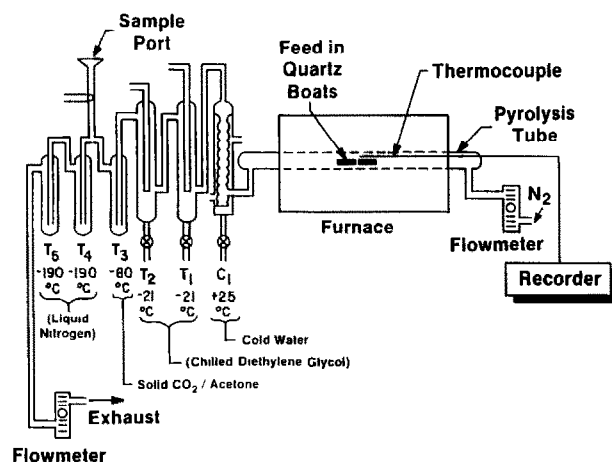 Sample
Port
Feed in
Quartz
Boats
Thermocouple
Pyrolysis
Tube
N2
Flowmeter
Furnace
Recorder
T5 T4 T3 T2 T1 C1
-190 -190 -80 -21 -21 +25
°C °C °C °C °C °C
(Liquid
Nitrogen)
Cold Water
(Chilled Diethylene Glycol)
Solid CO2 / Acetone
Exhaust
Flowmeter